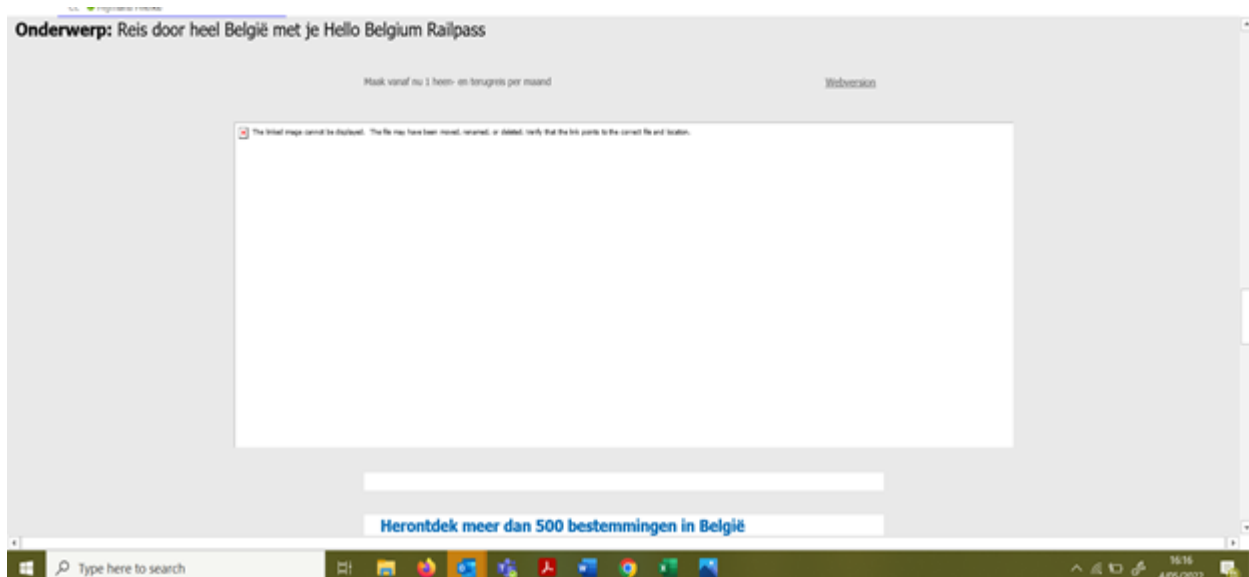 Onderwerp: Reis door heel België met je Hello Belgium Railpass
Maak vanaf nu 1 heen- en terugreis per maand
Webversion
The linked image cannot be displayed. The file may have been moved, renamed, or deleted. Verify that the link points to the correct file and location.
Herontdek meer dan 500 bestemmingen in België
Type here to search
16:16